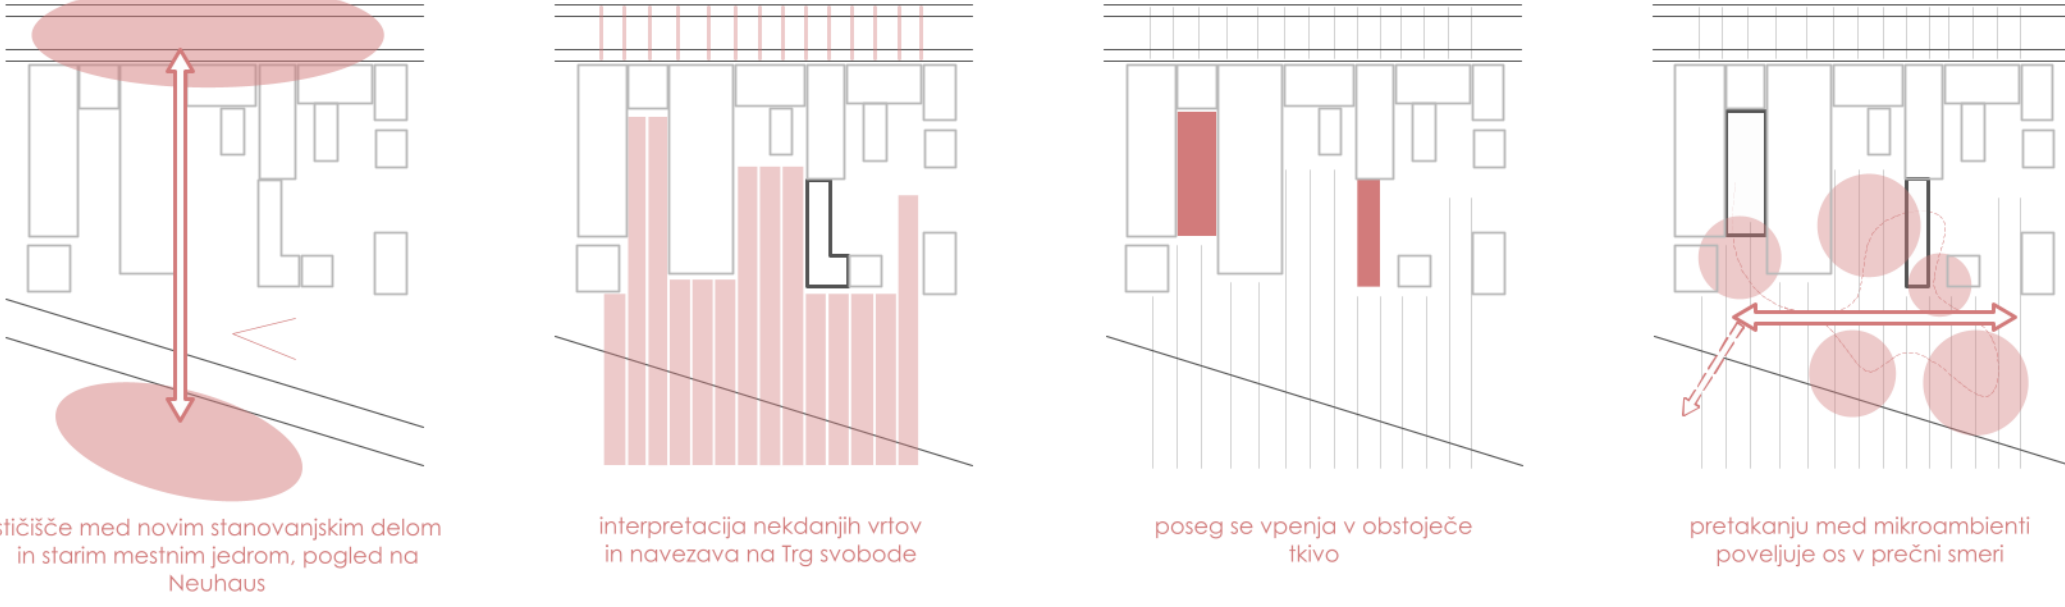 stičišče med novim stanovanjskim delom
in starim mestnim jedrom, pogled na
Neuhaus
interpretacija nekdanjih vrtov
in navezava na Trg svobode
poseg se vpenja v obstoječe
tkivo
pretakanju med mikroambienti
poveljuje os v prečni smeri